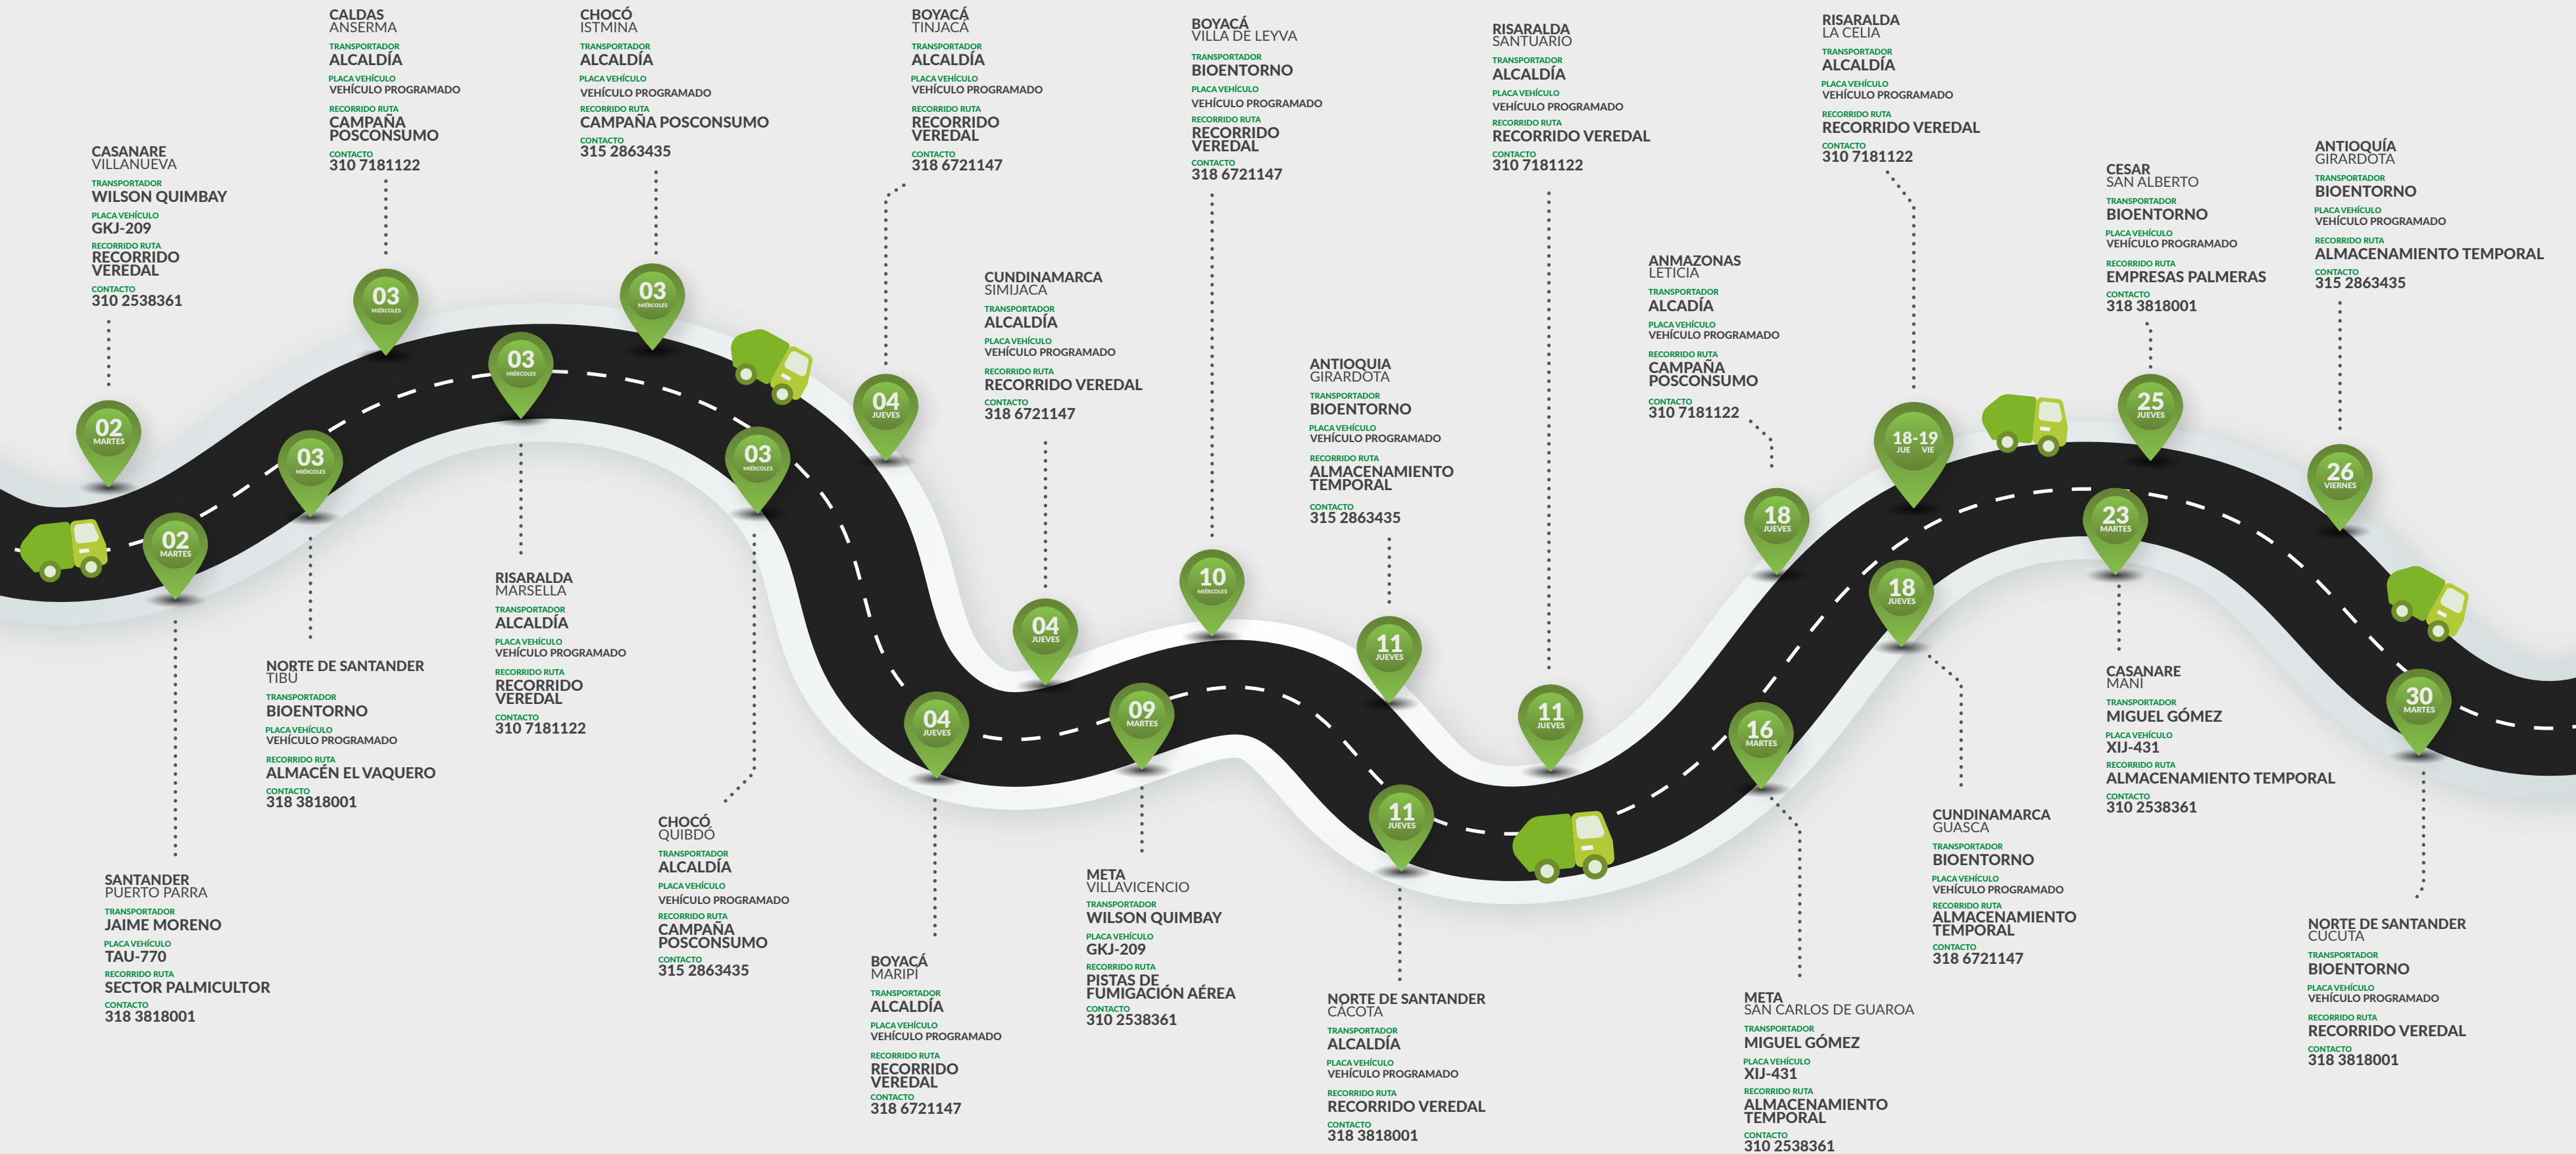 CALDAS
ANSERMA
TRANSPORTADOR
ALCALDÍA
PLACA VEHÍCULO
VEHÍCULO PROGRAMADO
RECORRIDO RUTA
CAMPAÑA
POSCONSUMO
CONTACTO
310 7181122
CHOCÓ
ISTMINA
TRANSPORTADOR
ALCALDÍA
PLACA VEHÍCULO
VEHÍCULO PROGRAMADO
RECORRIDO RUTA
CAMPAÑA POSCONSUMO
CONTACTO
315 2863435
BOYACÁ
TINJACÁ
TRANSPORTADOR
ALCALDÍA
PLACA VEHÍCULO
VEHÍCULO PROGRAMADO
RECORRIDO RUTA
RECORRIDO
VEREDAL
CONTACTO
318 6721147
BOYACÁ
VILLA DE LEYVA
TRANSPORTADOR
BIOENTORNO
PLACA VEHÍCULO
VEHÍCULO PROGRAMADO
RECORRIDO RUTA
RECORRIDO
VEREDAL
CONTACTO
318 6721147
RISARALDA
SANTUARIO
TRANSPORTADOR
ALCALDÍA
PLACA VEHÍCULO
VEHÍCULO PROGRAMADO
RECORRIDO RUTA
RECORRIDO VEREDAL
CONTACTO
310 7181122
RISARALDA
LA CELIA
TRANSPORTADOR
ALCALDÍA
PLACA VEHÍCULO
VEHÍCULO PROGRAMADO
RECORRIDO RUTA
RECORRIDO VEREDAL
CONTACTO
310 7181122
CASANARE
VILLANUEVA
TRANSPORTADOR
WILSON QUIMBAY
PLACA VEHÍCULO
GKJ-209
RECORRIDO RUTA
RECORRIDO
VEREDAL
CONTACTO
310 2538361
CUNDINAMARCA
SIMIJACA
TRANSPORTADOR
ALCALDÍA
PLACA VEHÍCULO
VEHÍCULO PROGRAMADO
RECORRIDO RUTA
RECORRIDO VEREDAL
CONTACTO
318 6721147
ANTIOQUIA
GIRARDOTA
TRANSPORTADOR
BIOENTORNO
PLACA VEHÍCULO
VEHÍCULO PROGRAMADO
RECORRIDO RUTA
ALMACENAMIENTO
TEMPORAL
CONTACTO
315 2863435
ANMAZONAS
LETICIA
TRANSPORTADOR
ALCADÍA
PLACA VEHÍCULO
VEHÍCULO PROGRAMADO
RECORRIDO RUTA
CAMPAÑA
POSCONSUMO
CONTACTO
310 7181122
CESAR
SAN ALBERTO
TRANSPORTADOR
BIOENTORNO
PLACA VEHÍCULO
VEHÍCULO PROGRAMADO
RECORRIDO RUTA
EMPRESAS PALMERAS
CONTACTO
318 3818001
ANTIOQUÍA
GIRARDOTA
TRANSPORTADOR
BIOENTORNO
PLACA VEHÍCULO
VEHÍCULO PROGRAMADO
RECORRIDO RUTA
ALMACENAMIENTO TEMPORAL
CONTACTO
315 2863435
02
MARTES
02
MARTES
03
MIÉRCOLES
03
MIÉRCOLES
03
MIÉRCOLES
03
MIÉRCOLES
03
MIÉRCOLES
04
JUEVES
04
JUEVES
04
JUEVES
09
MARTES
10
MIÉRCOLES
11
JUEVES
11
JUEVES
11
JUEVES
16
MARTES
18
JUEVES
18-19
JUE VIE
18
JUEVES
23
MARTES
25
JUEVES
26
VIERNES
30
MARTES
SANTANDER
PUERTO PARRA
TRANSPORTADOR
JAIME MORENO
PLACA VEHÍCULO
TAU-770
RECORRIDO RUTA
SECTOR PALMICULTOR
CONTACTO
318 3818001
NORTE DE SANTANDER
TIBÚ
TRANSPORTADOR
BIOENTORNO
PLACA VEHÍCULO
VEHÍCULO PROGRAMADO
RECORRIDO RUTA
ALMACÉN EL VAQUERO
CONTACTO
318 3818001
RISARALDA
MARSELLA
TRANSPORTADOR
ALCALDÍA
PLACA VEHÍCULO
VEHÍCULO PROGRAMADO
RECORRIDO RUTA
RECORRIDO
VEREDAL
CONTACTO
310 7181122
CHOCÓ
QUIBDÓ
TRANSPORTADOR
ALCALDÍA
PLACA VEHÍCULO
VEHÍCULO PROGRAMADO
RECORRIDO RUTA
CAMPAÑA
POSCONSUMO
CONTACTO
315 2863435
BOYACÁ
MARIPÍ
TRANSPORTADOR
ALCALDÍA
PLACA VEHÍCULO
VEHÍCULO PROGRAMADO
RECORRIDO RUTA
RECORRIDO
VEREDAL
CONTACTO
318 6721147
META
VILLAVICENCIO
TRANSPORTADOR
WILSON QUIMBAY
PLACA VEHÍCULO
GKJ-209
RECORRIDO RUTA
PISTAS DE
FUMIGACIÓN AÉREA
CONTACTO
310 2538361
NORTE DE SANTANDER
CÁCOTA
TRANSPORTADOR
ALCALDÍA
PLACA VEHÍCULO
VEHÍCULO PROGRAMADO
RECORRIDO RUTA
RECORRIDO VEREDAL
CONTACTO
318 3818001
META
SAN CARLOS DE GUAROA
TRANSPORTADOR
MIGUEL GÓMEZ
PLACA VEHÍCULO
XIJ-431
RECORRIDO RUTA
ALMACENAMIENTO
TEMPORAL
CONTACTO
310 2538361
CUNDINAMARCA
GUASCA
TRANSPORTADOR
BIOENTORNO
PLACA VEHÍCULO
VEHÍCULO PROGRAMADO
RECORRIDO RUTA
ALMACENAMIENTO
TEMPORAL
CONTACTO
318 6721147
CASANARE
MANÍ
TRANSPORTADOR
MIGUEL GÓMEZ
PLACA VEHÍCULO
XIJ-431
RECORRIDO RUTA
ALMACENAMIENTO TEMPORAL
CONTACTO
310 2538361
NORTE DE SANTANDER
CÚCUTA
TRANSPORTADOR
BIOENTORNO
PLACA VEHÍCULO
VEHÍCULO PROGRAMADO
RECORRIDO RUTA
RECORRIDO VEREDAL
CONTACTO
318 3818001